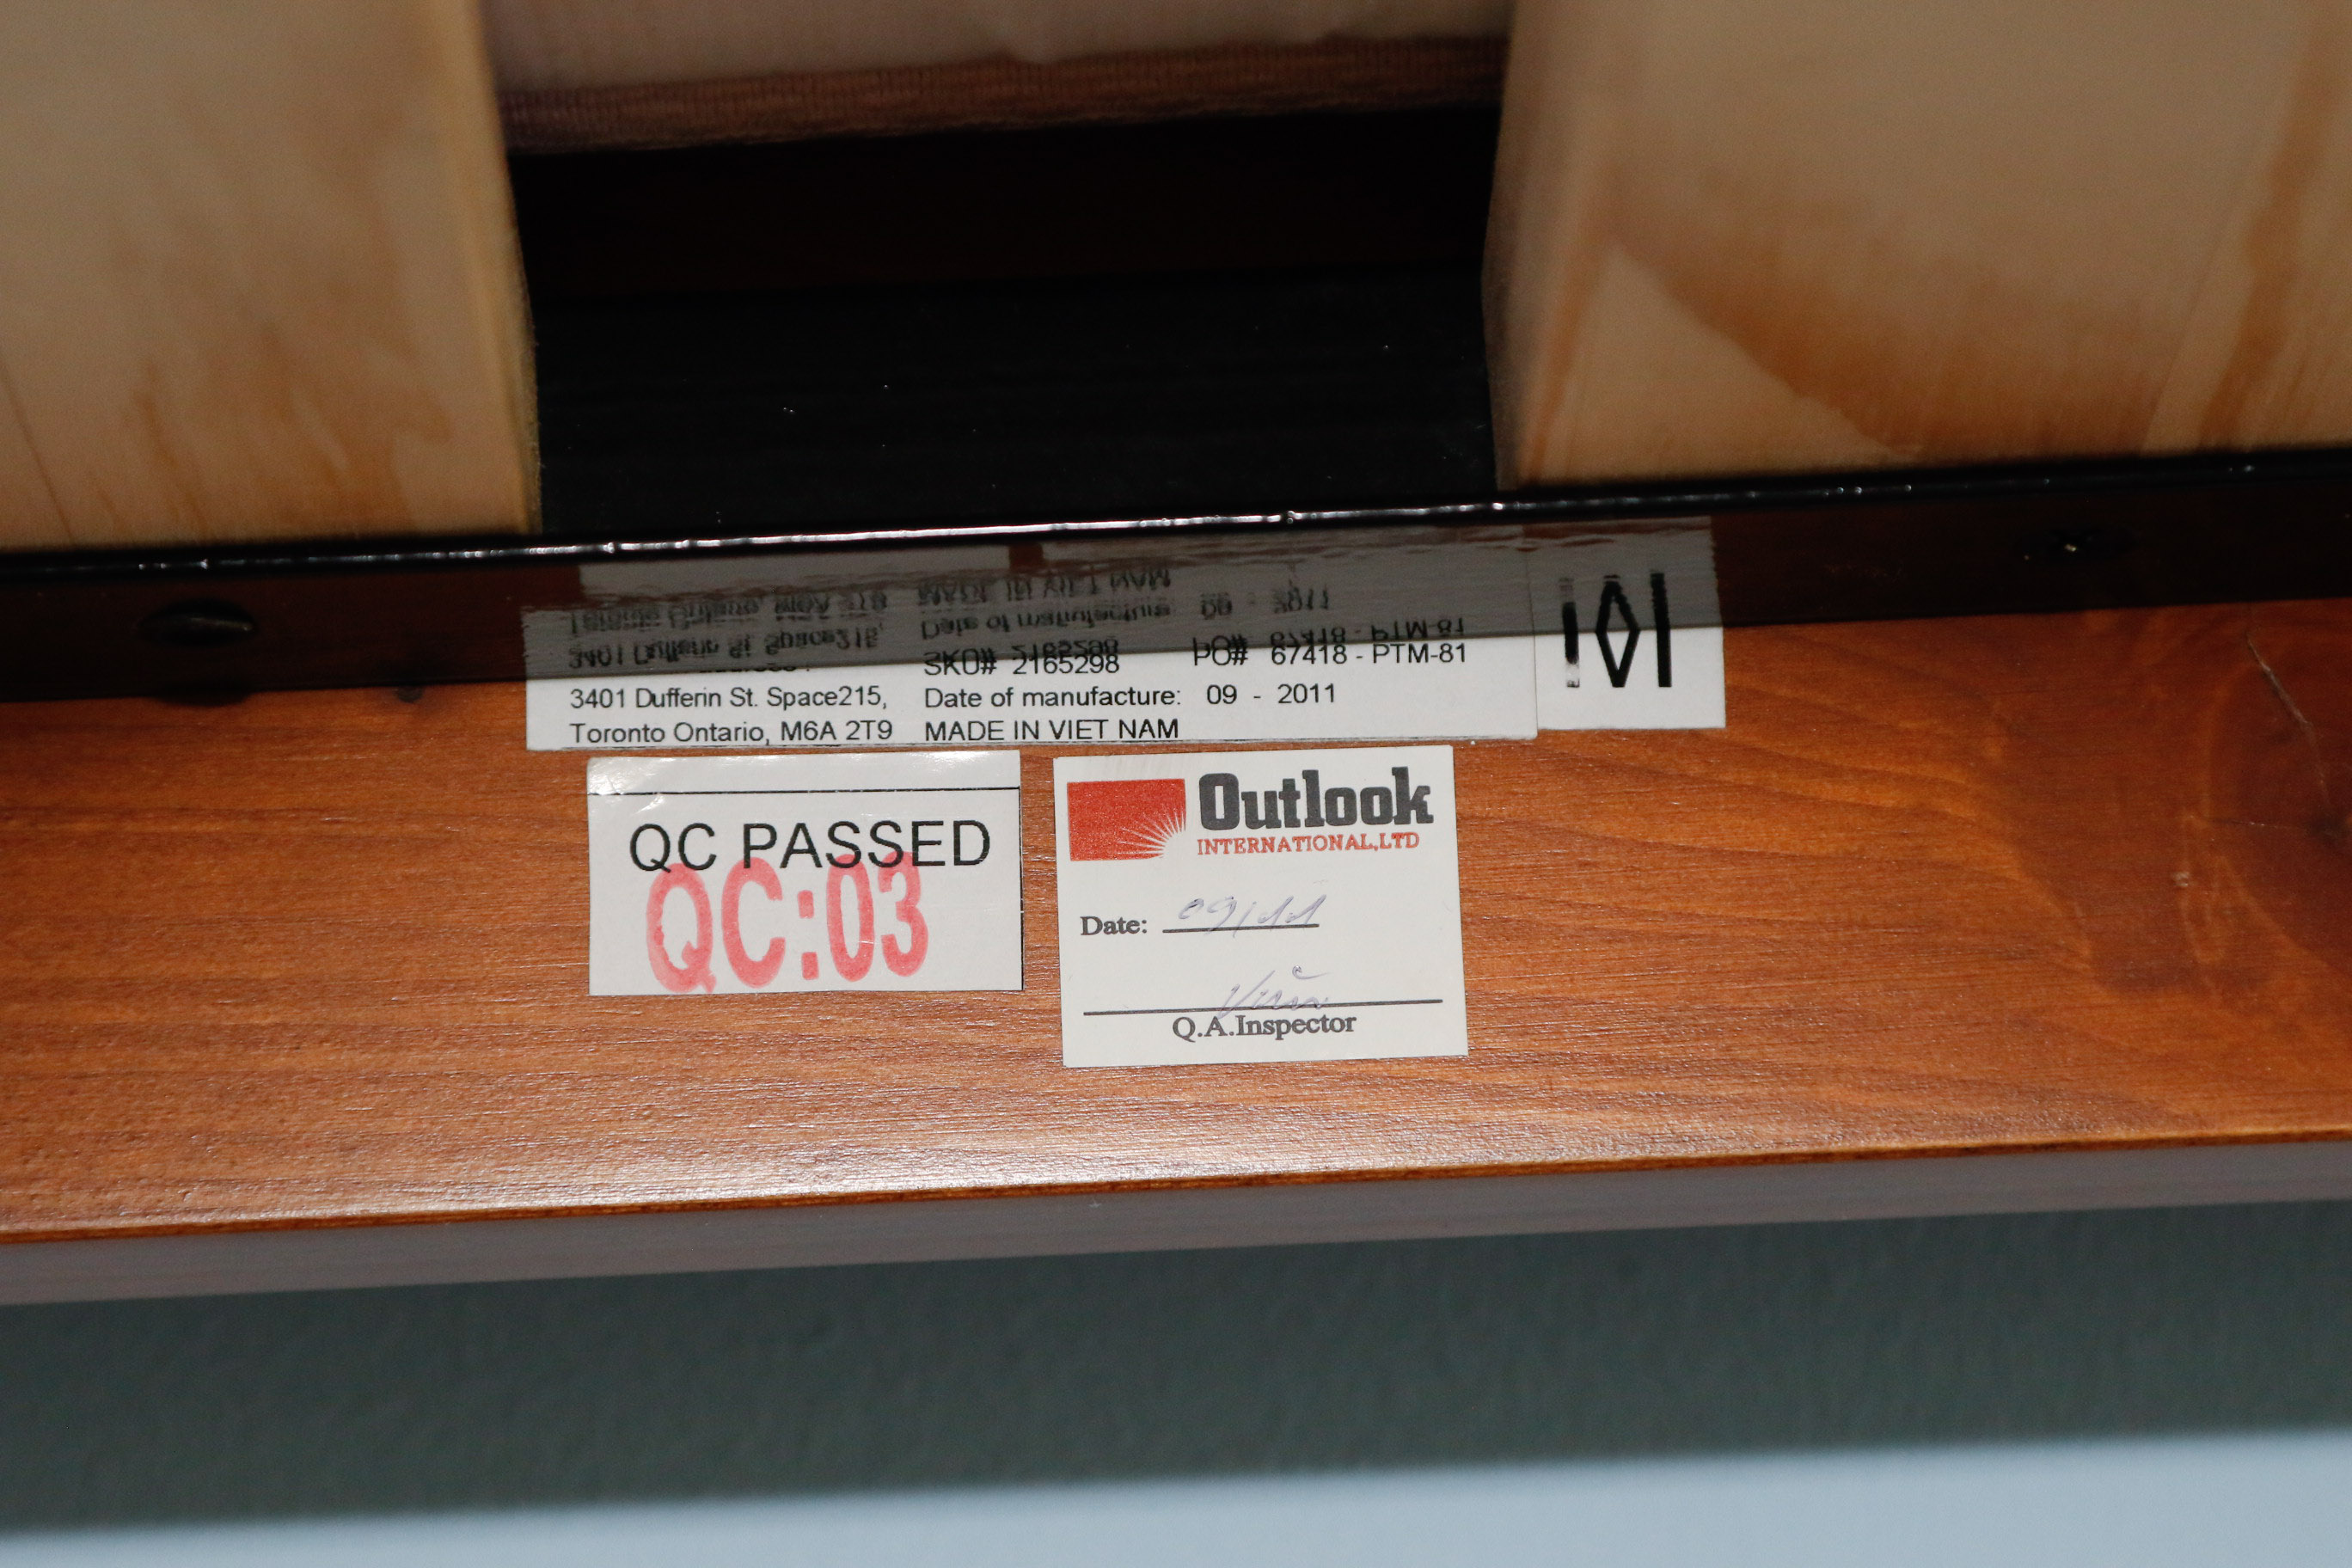 SKU# 2165298 PO# 67418 - PTM-81
3401 Dufferin St. Space215, Date of manufacture: 09 - 2011
Toronto Ontario, M6A 2T9 MADE IN VIET NAM
QC PASSED
QC:03
Outlook
INTERNATIONAL,LTD
Date: 09/11
Q.A.Inspector